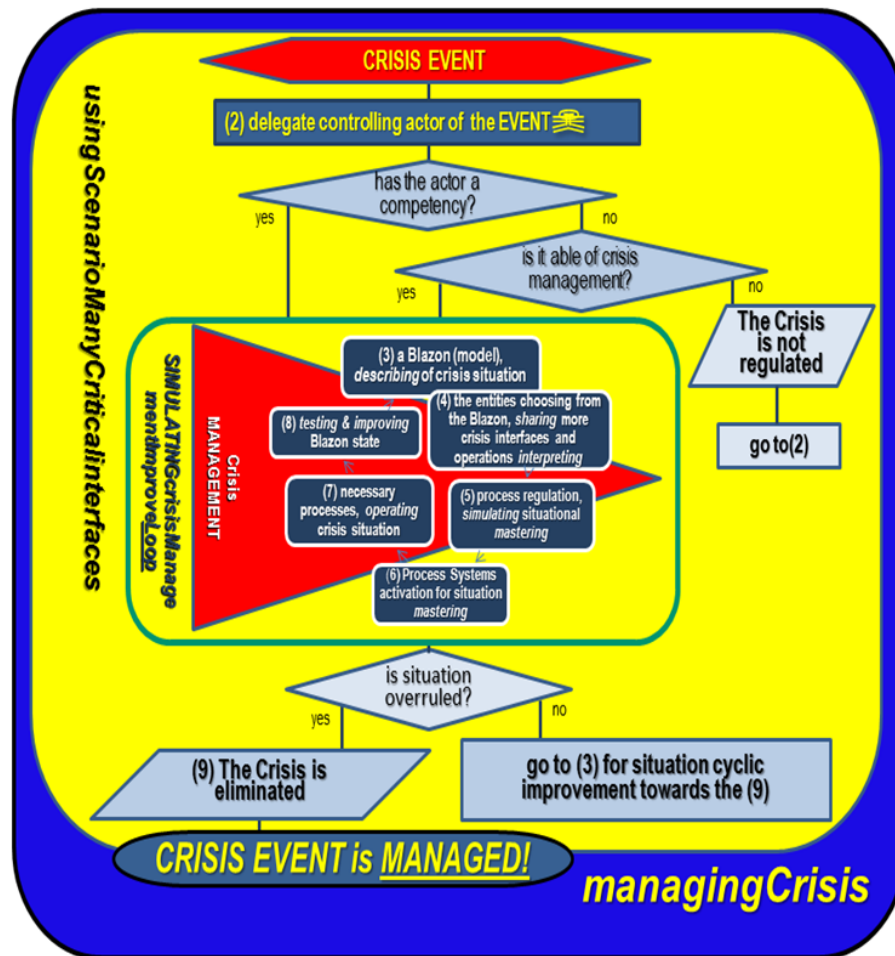 CRISIS EVENT
(2) delegate controlling actor of the EVENT
has the actor a
competency?
yes
no
is it able of crisis
management?
yes
no
The Crisis
is not
regulated
go to(2)
usingScenarioManyCriticalinterfaces
SIMULATINGcrisisManage
mentImproveLoop
Crisis
MANAGEMENT
(3) a Blazon (model),
describing of crisis situation
(4) the entities choosing from
the Blazon, sharing more
crisis interfaces and
operations interpreting
(5) process regulation,
simulating situational
mastering
(6) Process Systems
activation for situation
mastering
(7) necessary
processes, operating
crisis situation
(8) testing & improving
Blazon state
is situation
overruled?
yes
no
(9) The Crisis is
eliminated
go to (3) for situation cyclic
improvement towards the (9)
CRISIS EVENT is MANAGED!
managingCrisis